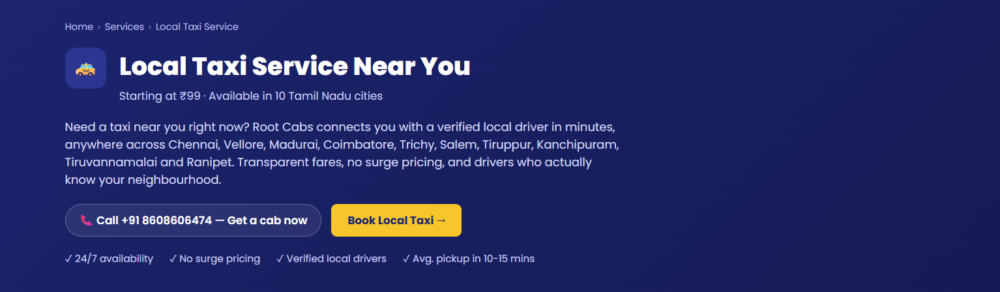 Home › Services › Local Taxi Service
Local Taxi Service Near You
Starting at ₹99 · Available in 10 Tamil Nadu cities
Need a taxi near you right now? Root Cabs connects you with a verified local driver in minutes,
anywhere across Chennai, Vellore, Madurai, Coimbatore, Trichy, Salem, Tiruppur, Kanchipuram,
Tiruvannamalai and Ranipet. Transparent fares, no surge pricing, and drivers who actually
know your neighbourhood.
📞 Call +91 8608606474 — Get a cab now
Book Local Taxi →
✓ 24/7 availability ✓ No surge pricing ✓ Verified local drivers ✓ Avg. pickup in 10-15 mins